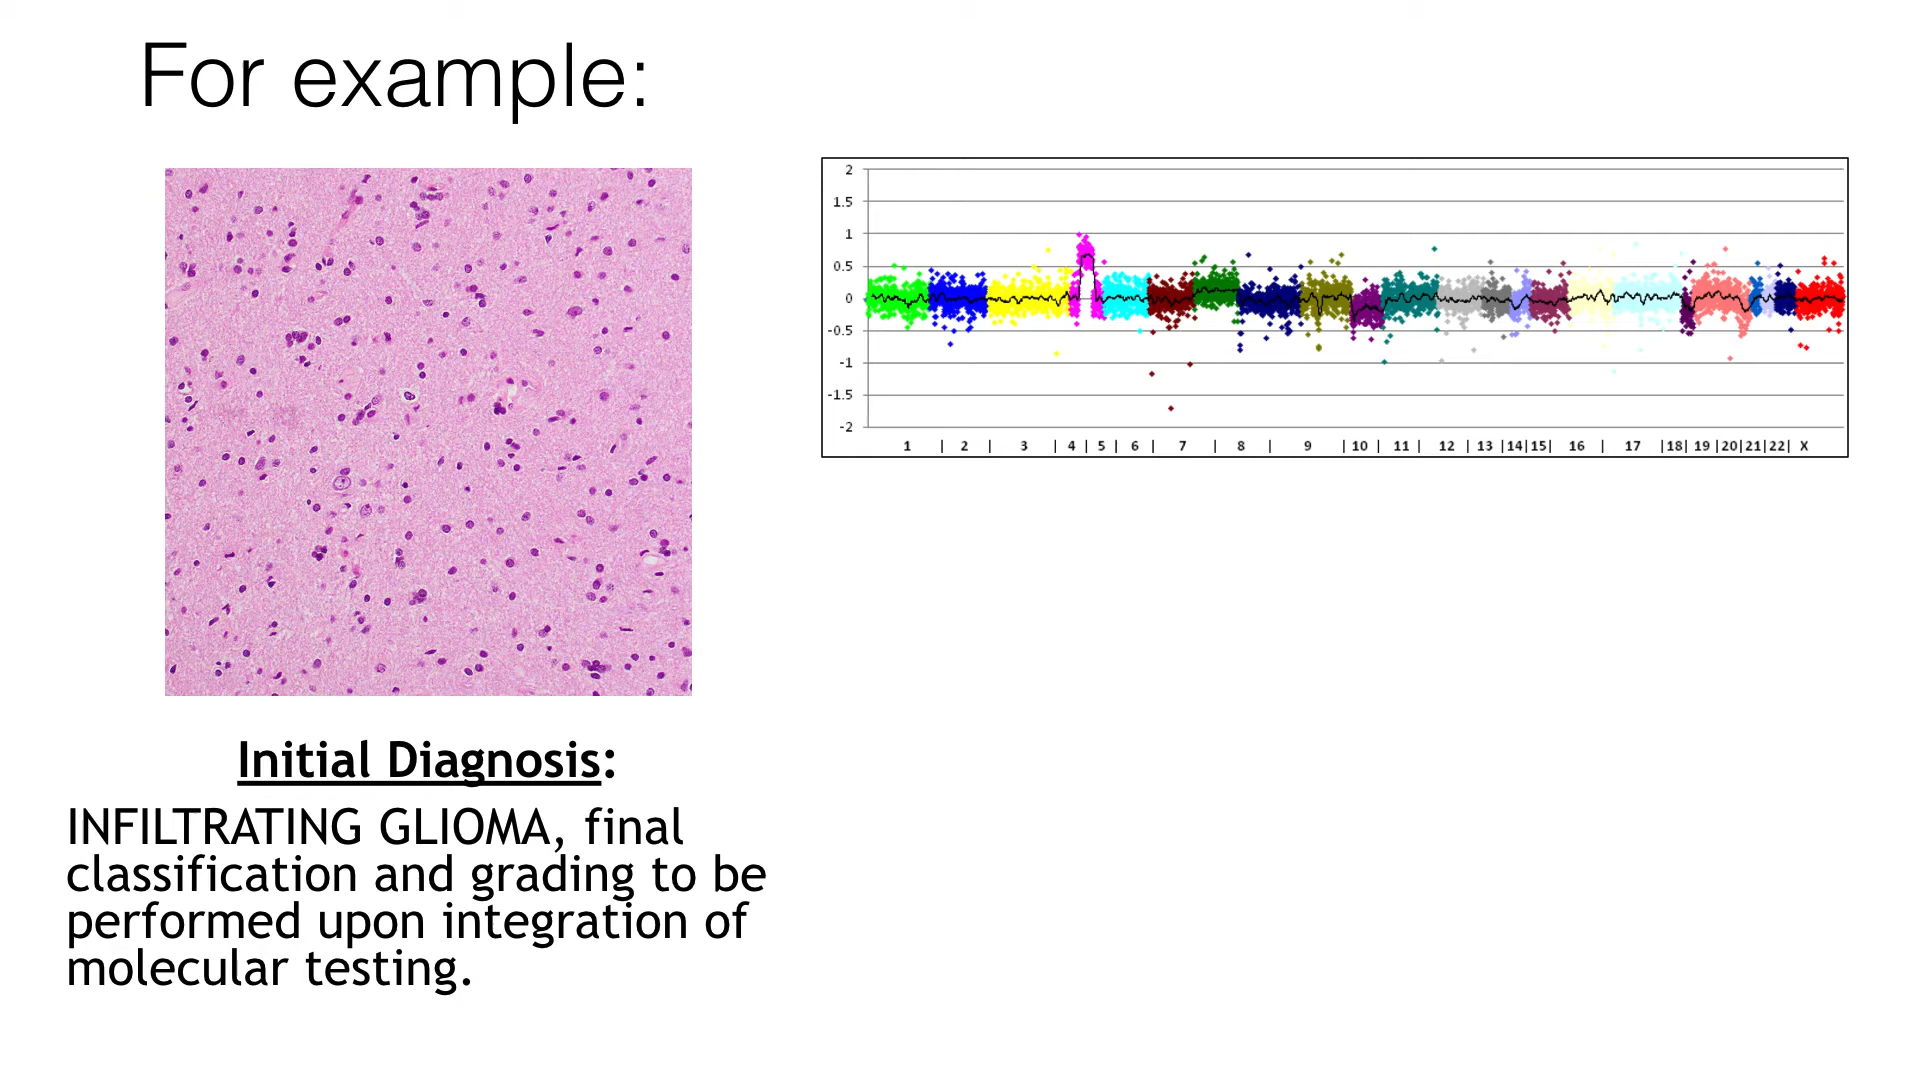 For example:
2
1.5
1
0.5
0
-0.5
-1
-1.5
-2
1 | 2 | 3 | 4 | 5 | 6 | 7 | 8 | 9 | 10 | 11 | 12 | 13 | 14 | 15 | 16 | 17 | 18 | 19 | 20 | 21 | 22 | X
Initial Diagnosis:
INFILTRATING GLIOMA, final
classification and grading to be
performed upon integration of
molecular testing.